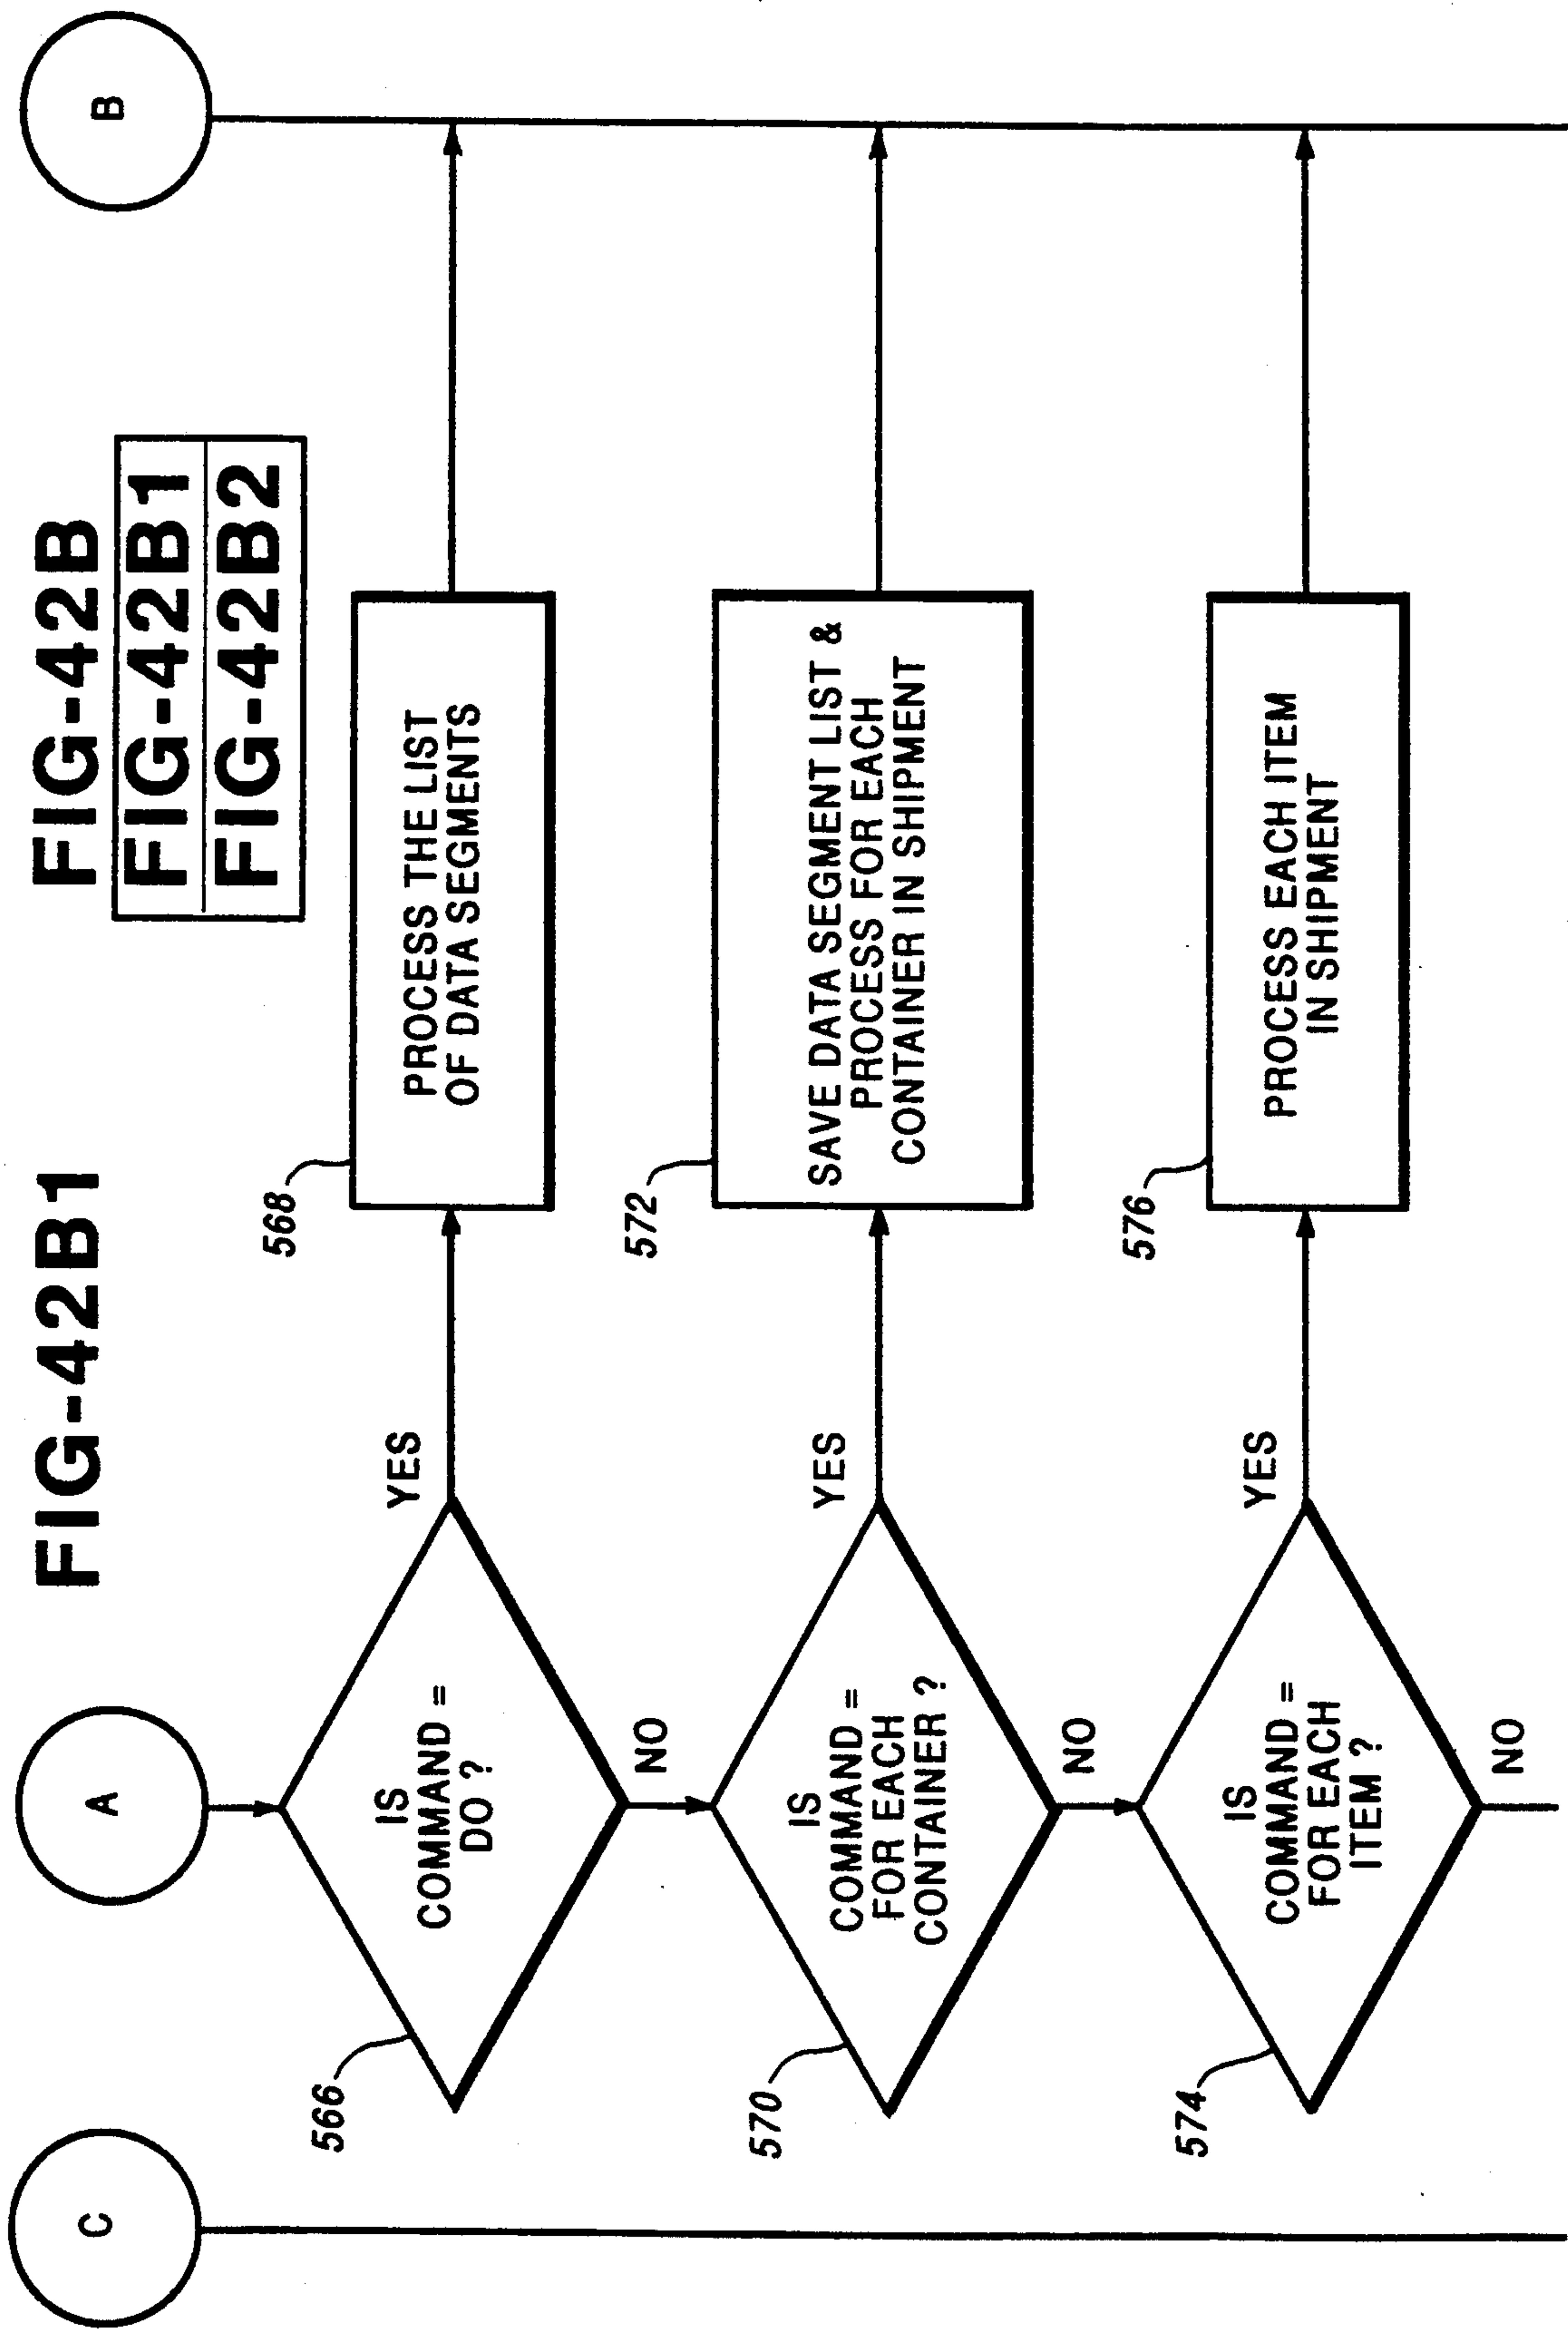 FIG-42B1
FIG-42B
FIG-42B1
FIG-42B2
C
A
B
566
IS
COMMAND =
DO ?
YES
568
PROCESS THE LIST
OF DATA SEGMENTS
NO
570
IS
COMMAND =
FOR EACH
CONTAINER ?
YES
572
SAVE DATA SEGMENT LIST &
PROCESS FOR EACH
CONTAINER IN SHIPMENT
NO
574
IS
COMMAND =
FOR EACH
ITEM ?
YES
576
PROCESS EACH ITEM
IN SHIPMENT
NO